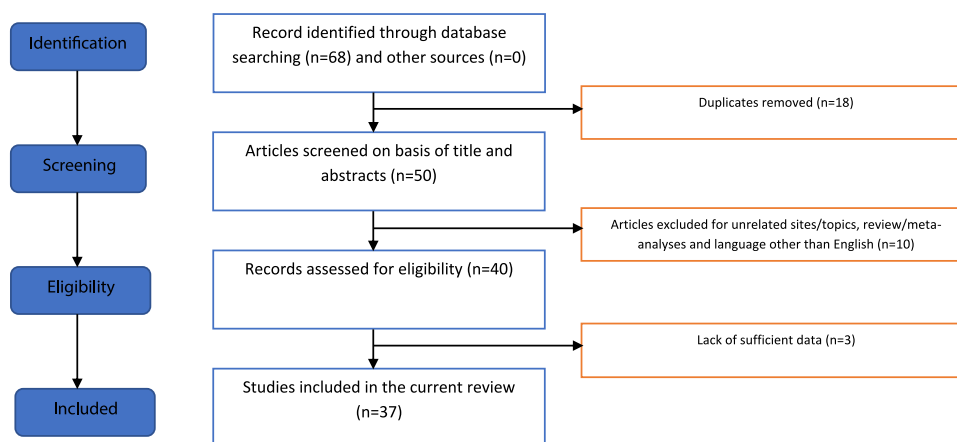 Identification
Record identified through database
searching (n=68) and other sources (n=0)
Duplicates removed (n=18)
Screening
Articles screened on basis of title and
abstracts (n=50)
Articles excluded for unrelated sites/topics, review/meta-
analyses and language other than English (n=10)
Eligibility
Records assessed for eligibility (n=40)
Lack of sufficient data (n=3)
Included
Studies included in the current review
(n=37)